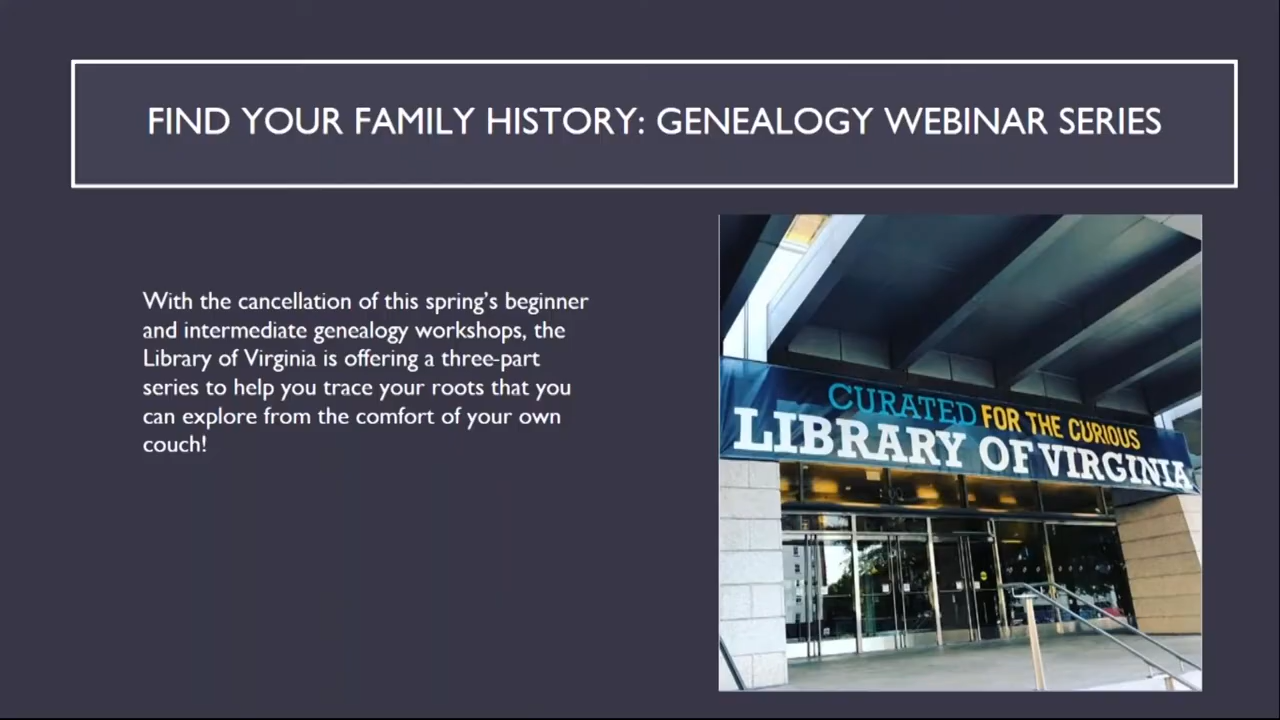 FIND YOUR FAMILY HISTORY: GENEALOGY WEBINAR SERIES
With the cancellation of this spring’s beginner
and intermediate genealogy workshops, the
Library of Virginia is offering a three-part
series to help you trace your roots that you
can explore from the comfort of your own
couch!
CURATED FOR THE CURIOUS
LIBRARY OF VIRGINIA